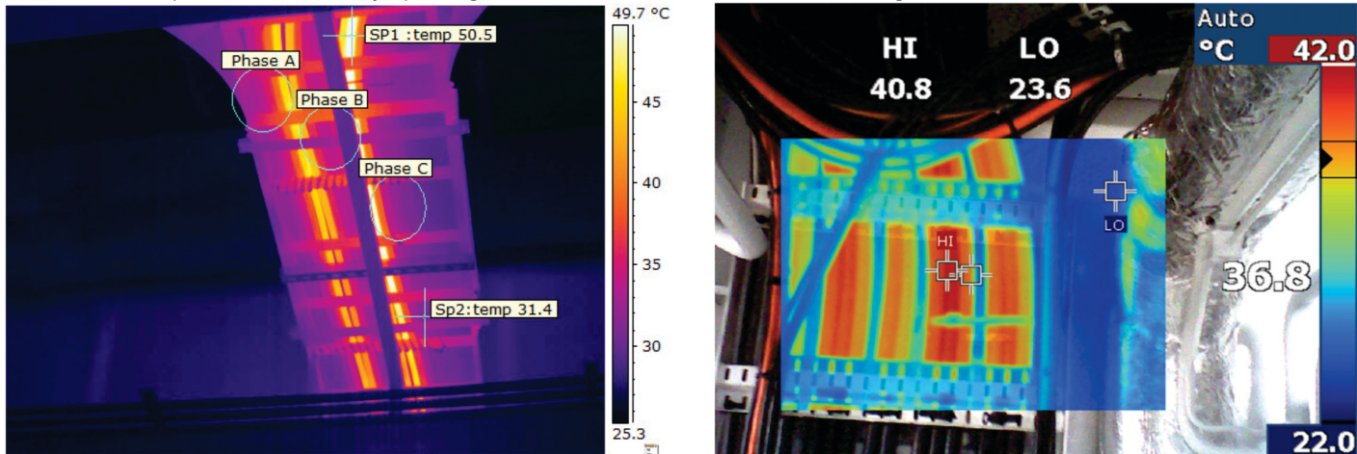 49.7 °C
SP1 :temp 50.5
Phase A
Phase B
Phase C
Sp2:temp 31.4
45
40
35
30
25.3
HI
40.8
LO
23.6
Auto
°C 42.0
HI
LO
36.8
22.0